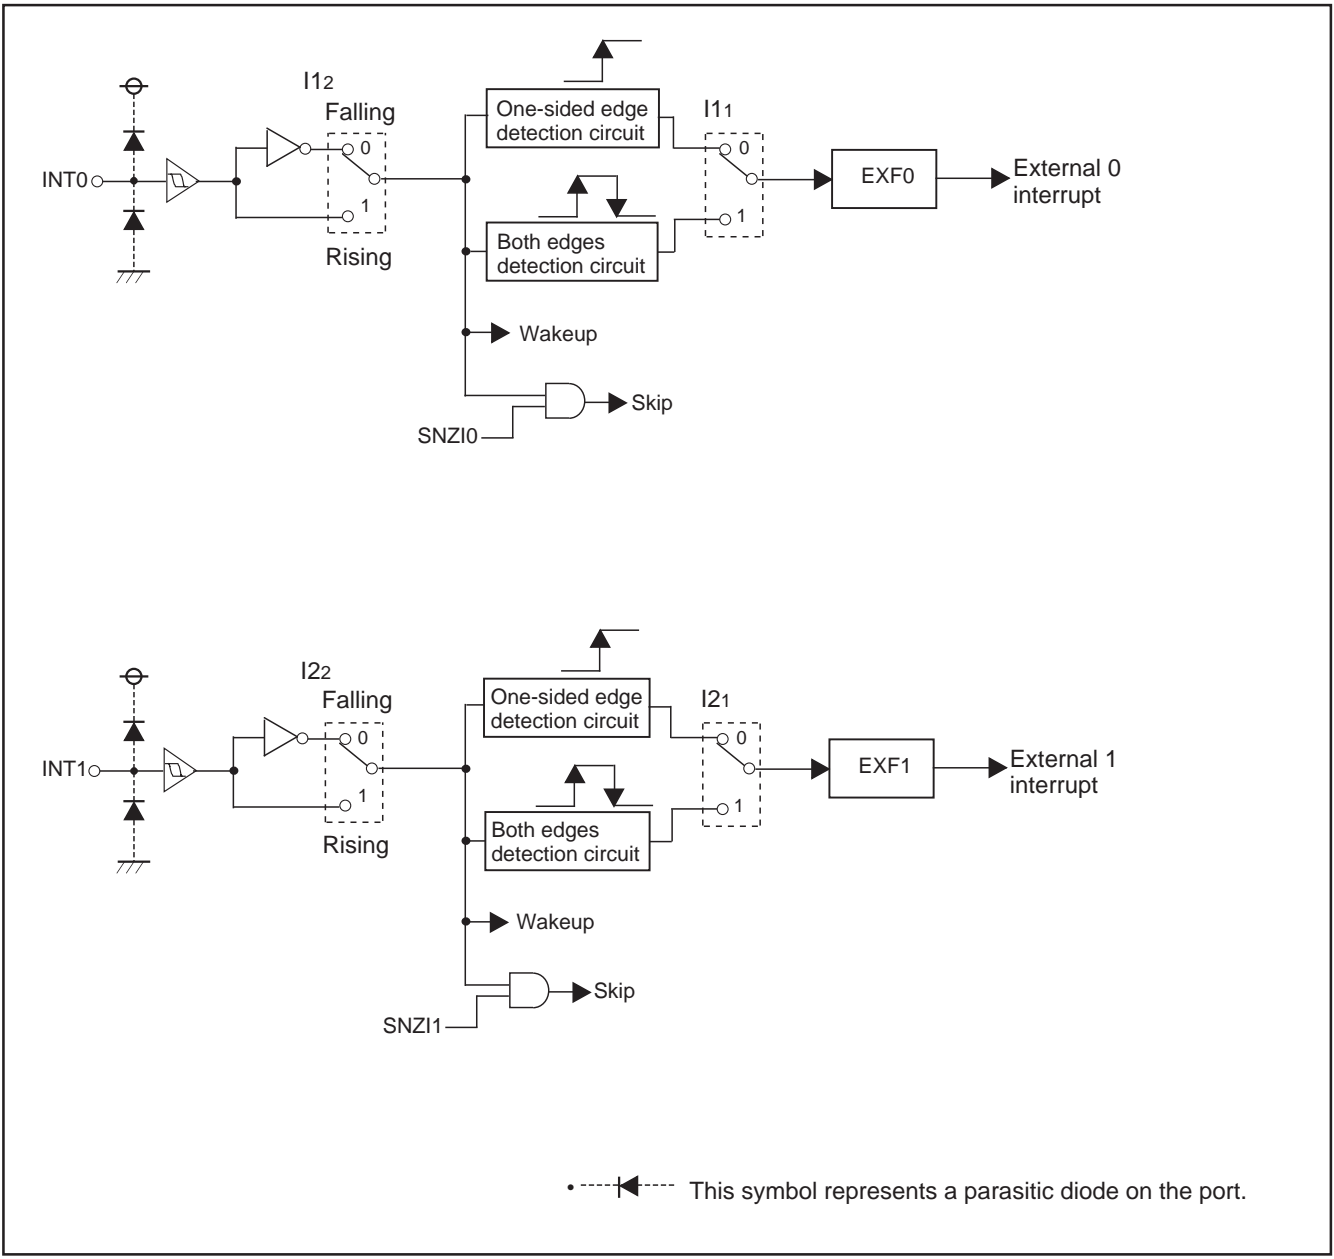 I12
Falling
0
1
Rising
INT0
One-sided edge
detection circuit
Both edges
detection circuit
I11
0
1
EXF0
External 0
interrupt
Wakeup
Skip
SNZI0
I22
Falling
0
1
Rising
INT1
One-sided edge
detection circuit
Both edges
detection circuit
I21
0
1
EXF1
External 1
interrupt
Wakeup
Skip
SNZI1
• This symbol represents a parasitic diode on the port.